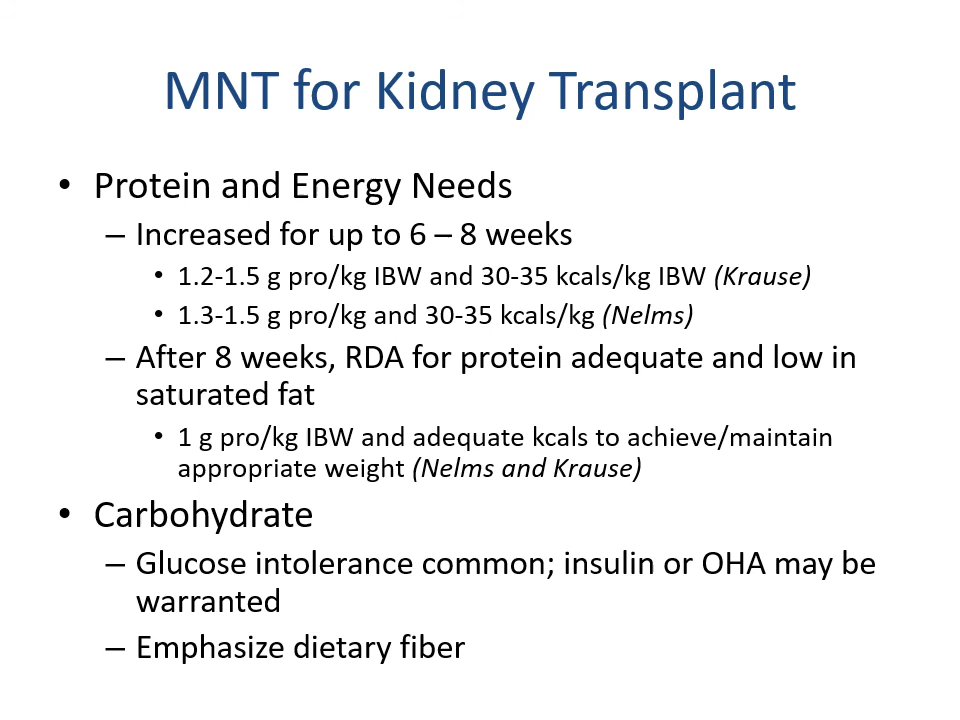 MNT for Kidney Transplant
• Protein and Energy Needs
– Increased for up to 6 – 8 weeks
• 1.2-1.5 g pro/kg IBW and 30-35 kcals/kg IBW (Krause)
• 1.3-1.5 g pro/kg and 30-35 kcals/kg (Nelms)
– After 8 weeks, RDA for protein adequate and low in
saturated fat
• 1 g pro/kg IBW and adequate kcals to achieve/maintain
appropriate weight (Nelms and Krause)
• Carbohydrate
– Glucose intolerance common; insulin or OHA may be
warranted
– Emphasize dietary fiber